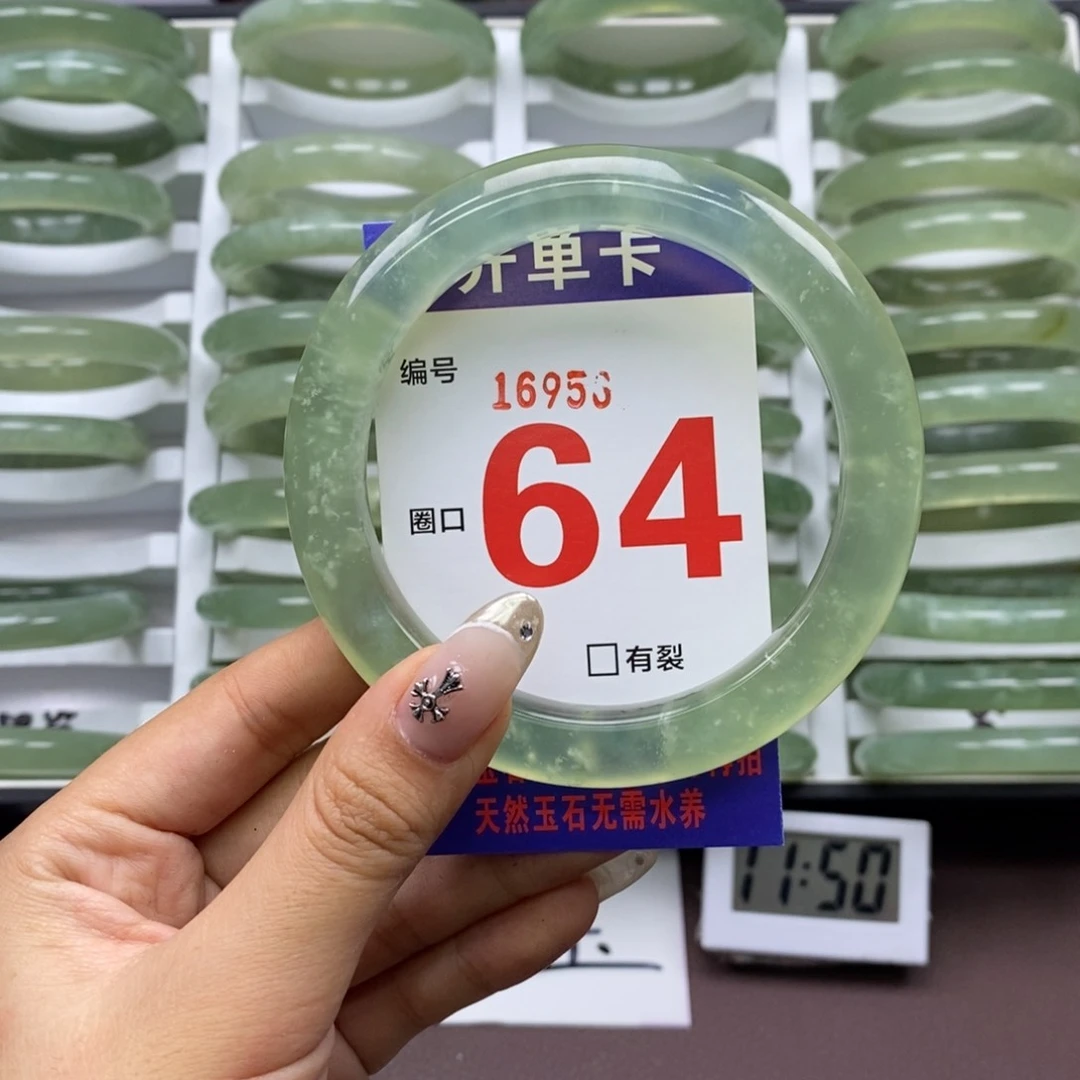 开单卡
编号 16956
圈口 64
□有裂
天然玉石无需水养
11:50